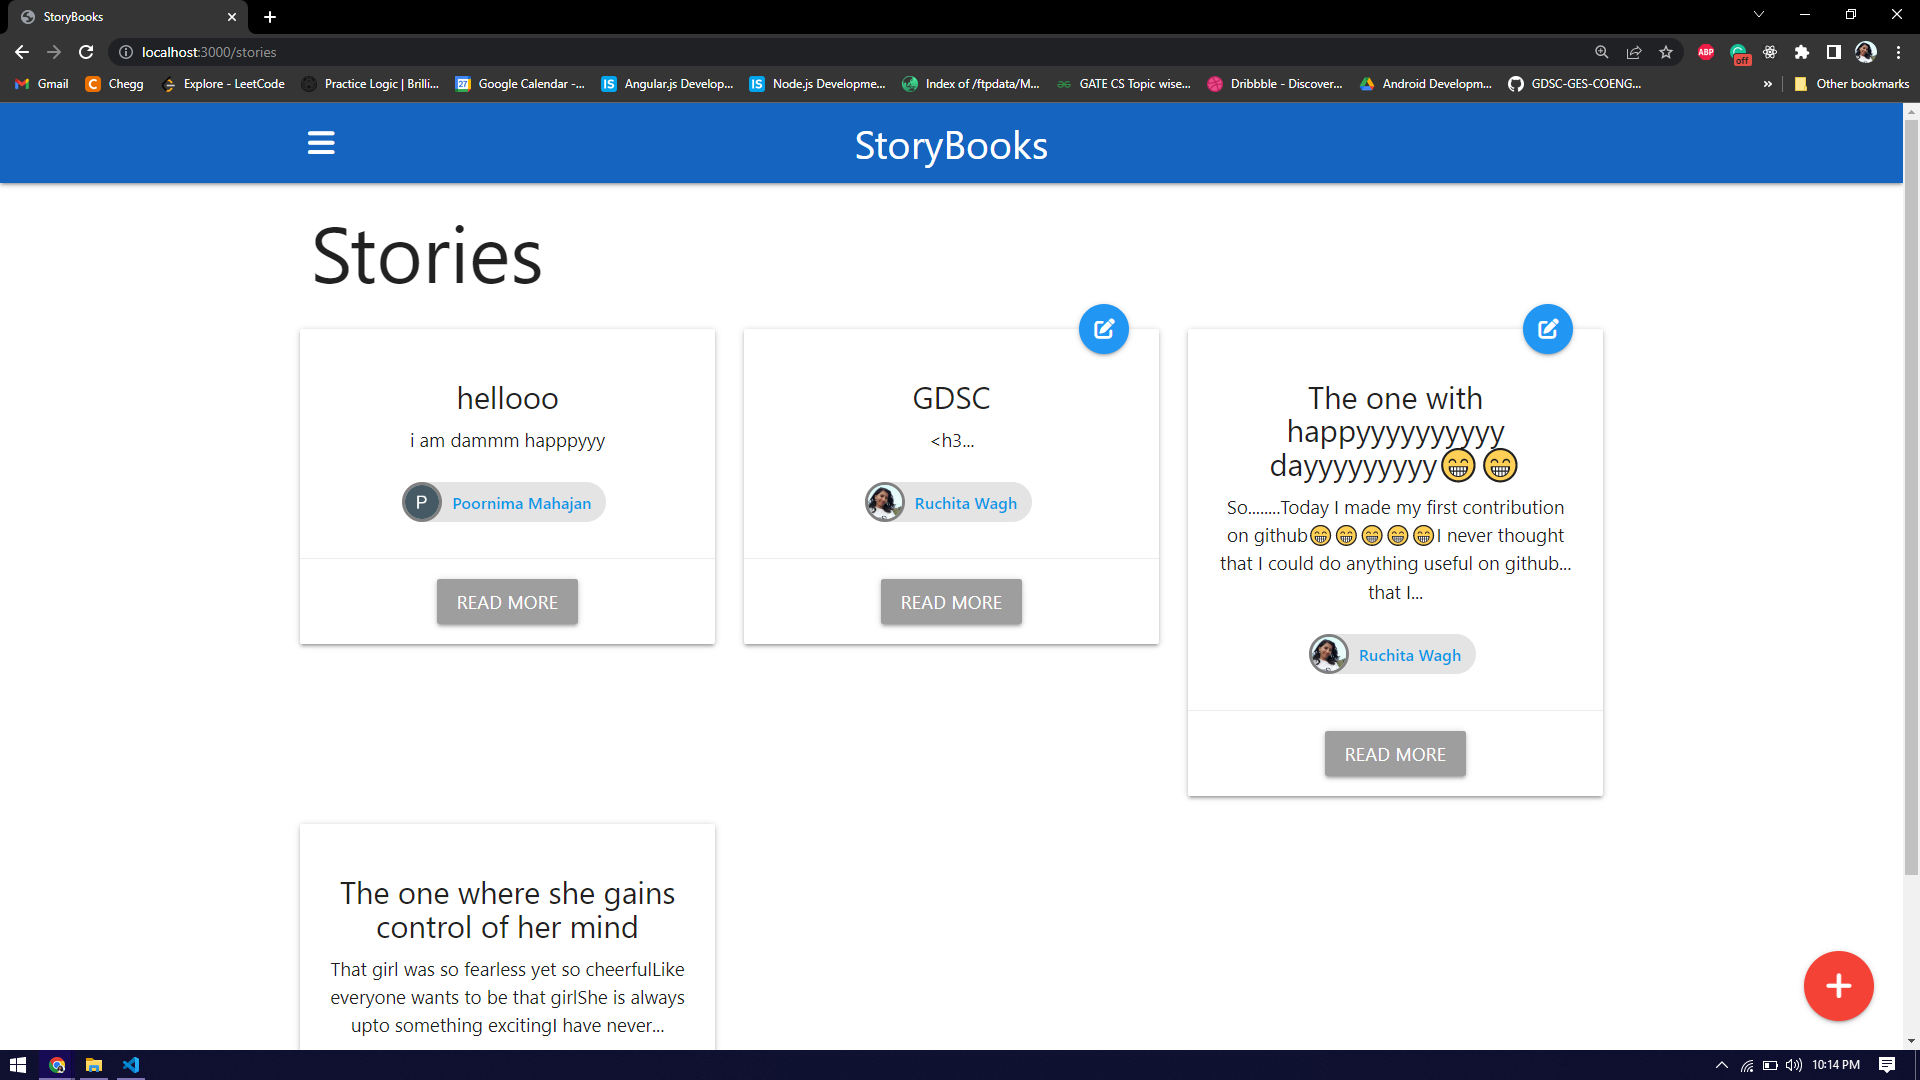 StoryBooks
localhost:3000/stories
ABP
off
Gmail
Chegg
Explore - LeetCode
Practice Logic | Brilli...
27
Google Calendar -...
IS
Angular.js Develop...
IS
Node.js Developme...
Index of /ftpdata/M...
GATE CS Topic wise...
Dribbble - Discover...
Android Developm...
GDSC-GES-COENG...
»
Other bookmarks
StoryBooks
Stories
hellooo
i am dammm happpyyy
P
Poornima Mahajan
READ MORE
GDSC
<h3...
Ruchita Wagh
READ MORE
The one with
happyyyyyyyyyy
dayyyyyyyyy😁😁
So........Today I made my first contribution
on github😁😁😁😁😁I never thought
that I could do anything useful on github...
that I...
Ruchita Wagh
READ MORE
The one where she gains
control of her mind
That girl was so fearless yet so cheerfulLike
everyone wants to be that girlShe is always
upto something excitingI have never...
10:14 PM